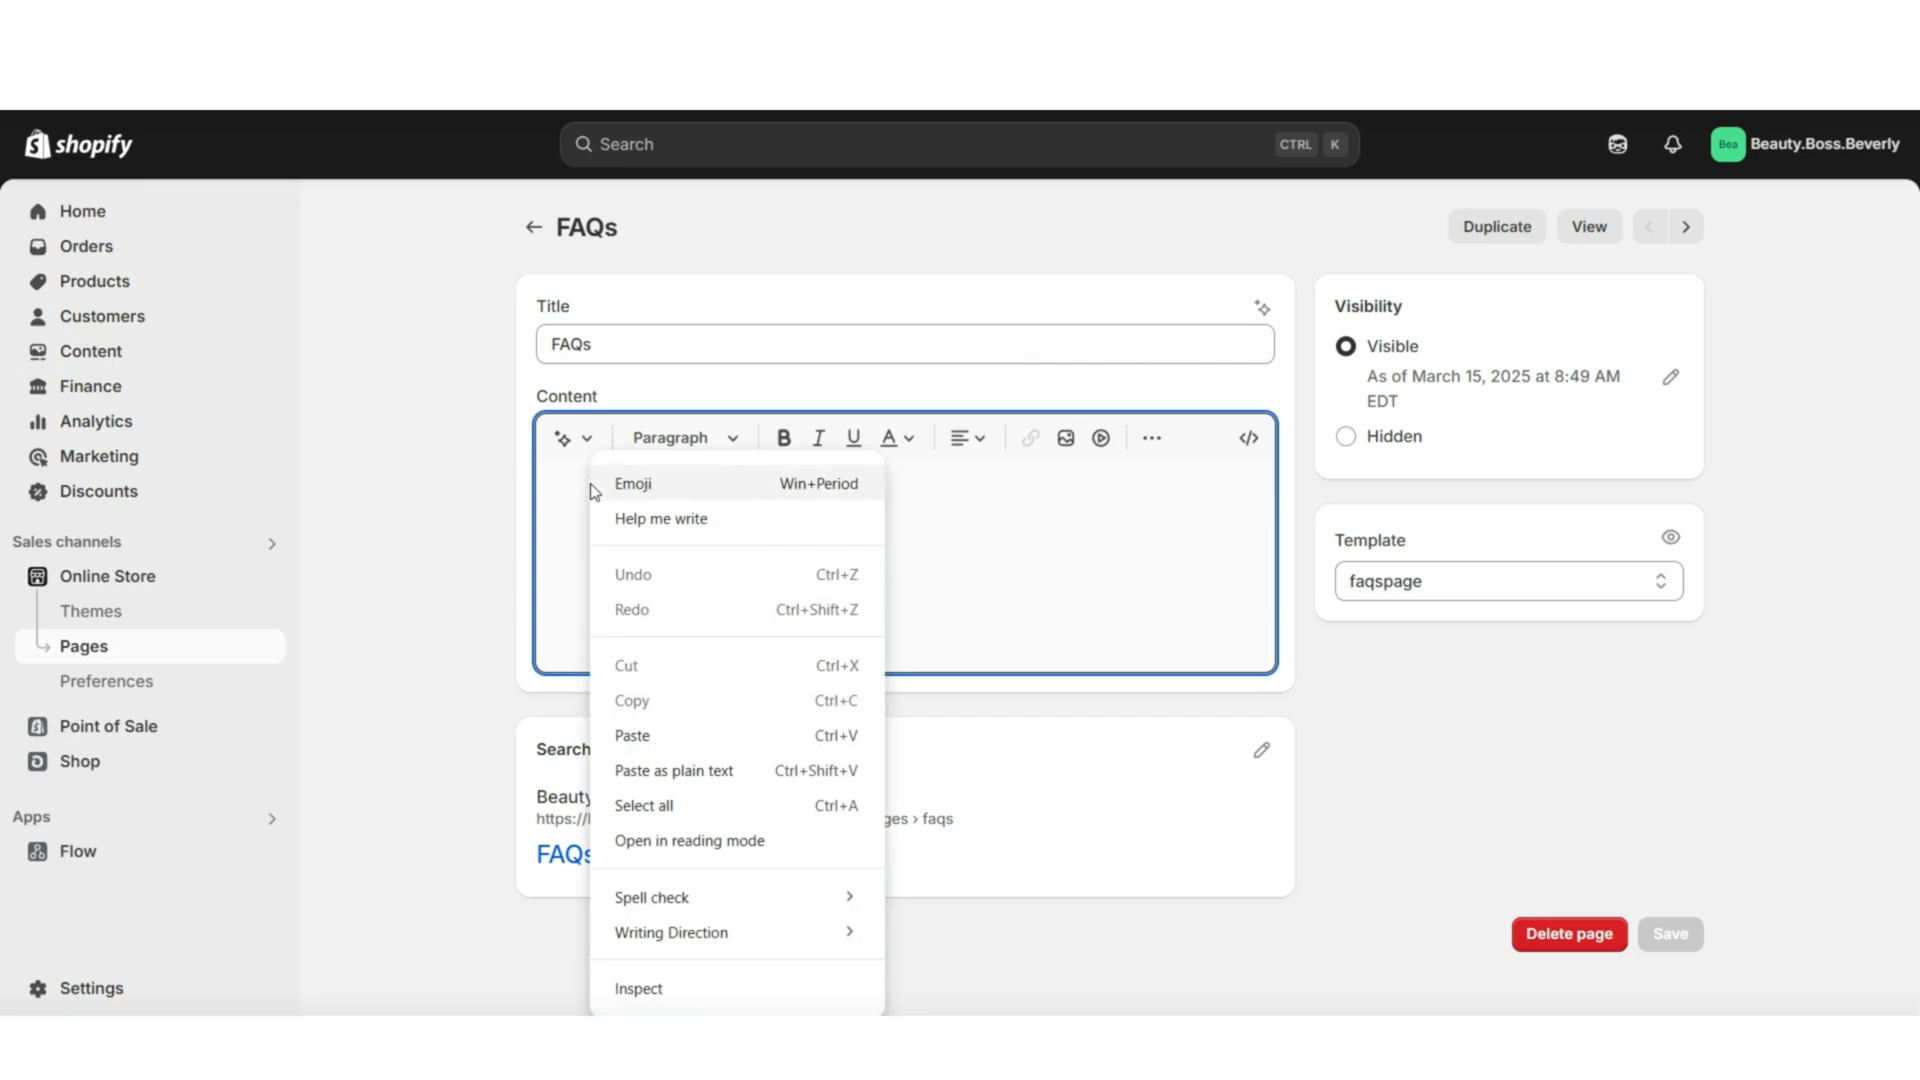 shopify
Search
CTRL K
Bea Beauty.Boss.Beverly
Home
Orders
Products
Customers
Content
Finance
Analytics
Marketing
Discounts
Sales channels
Online Store
Themes
Pages
Preferences
Point of Sale
Shop
Apps
Flow
Settings
FAQs
Duplicate
View
Title
FAQs
Content
Paragraph
B I U A
Emoji Win+Period
Help me write
Undo Ctrl+Z
Redo Ctrl+Shift+Z
Cut Ctrl+X
Copy Ctrl+C
Paste Ctrl+V
Paste as plain text Ctrl+Shift+V
Select all Ctrl+A
Open in reading mode
Spell check
Writing Direction
Inspect
Search
Beauty
https:// ges › faqs
FAQs
Visibility
Visible
As of March 15, 2025 at 8:49 AM
EDT
Hidden
Template
faqspage
Delete page
Save